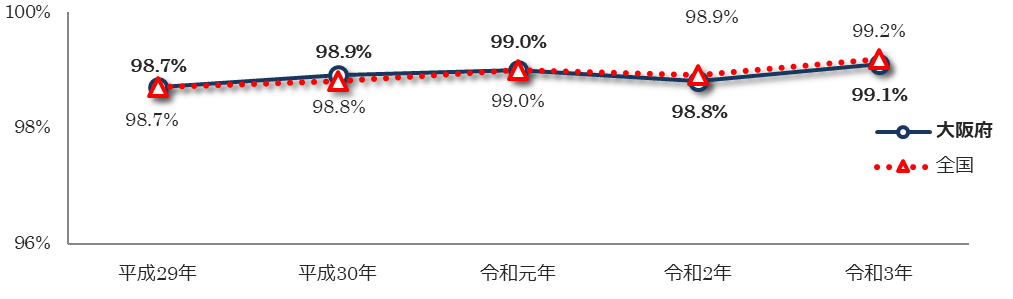 100%
98.9%
99.2%
99.0%
98.9%
98.7%
98.7%
98.8%
99.0%
98.8%
99.1%
98%
大阪府
全国
96%
平成29年
平成30年
令和元年
令和2年
令和3年